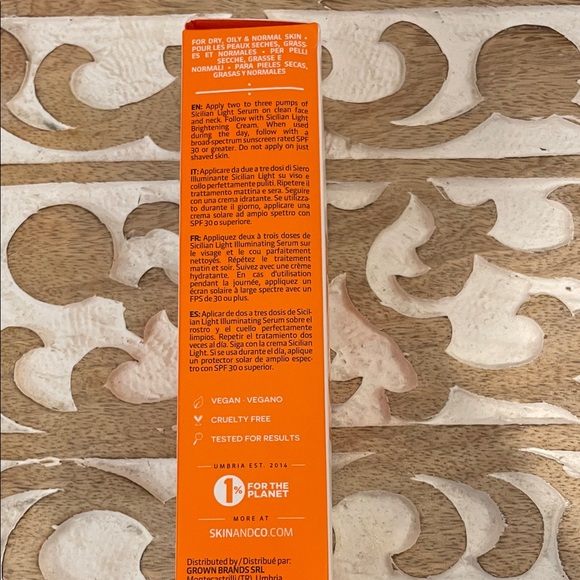 FOR DRY, OILY & NORMAL SKIN •
POUR LES PEAUX SECHES, GRASS-
ES ET NORMALES • PER PELLI
SECCHE, GRASSE E
NORMALI • PARA PIELES SECAS,
GRASAS Y NORMALES
EN: Apply two to three pumps of
Sicilian Light Serum on clean face
and neck. Follow with Sicilian Light
Brightening Cream. When used
during the day, follow with a
broad-spectrum sunscreen rated SPF
30 or greater. Do not apply on just
shaved skin.
IT: Applicare da due a tre dosi di Siero
Illuminante Sicilian Light su viso e
collo perfettamente puliti. Ripetere il
trattamento mattina e sera. Seguire
con una crema idratante. Se utilizza-
to durante il giorno, applicare una
crema solare ad ampio spettro con
SPF 30 o superiore.
FR: Appliquez deux à trois doses de
Sicilian Light Illuminating Serum sur
le visage et le cou parfaitement
nettoyés. Répétez le traitement
matin et soir. Suivez avec une crème
hydratante. En cas d'utilisation
pendant la journée, appliquez un
écran solaire à large spectre avec un
FPS de 30 ou plus.
ES: Aplicar de dos a tres dosis de Sicil-
ian Light Illuminating Serum sobre el
rostro y el cuello perfectamente
limpios. Repetir el tratamiento dos
veces al día. Siga con la crema Sicilian
Light. Si se usa durante el día, aplique
un protector solar de amplio espec-
tro con SPF 30 o superior.
VEGAN • VEGANO
CRUELTY FREE
TESTED FOR RESULTS
UMBRIA EST. 2014
1% FOR THE
PLANET
MORE AT
SKINANDCO.COM
Distributed by / Distribué par:
GROWN BRANDS SRL
Montecastrilli (TR), Umbria